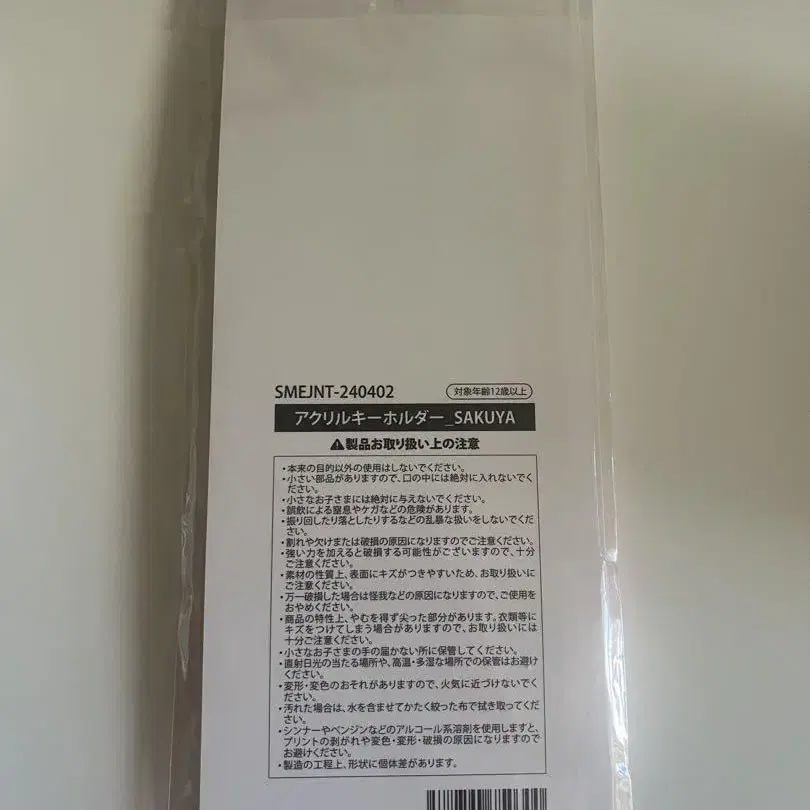 SMEJNT-240402
対象年齢12歳以上
アクリルキーホルダー_SAKUYA
⚠製品お取り扱い上の注意
・本来の目的以外の使用はしないでください。
・小さい部品がありますので、口の中には絶対に入れないでく
ださい。
・小さなお子さまには絶対に与えないでください。
・誤飲による窒息やケガなどの危険があります。
・振り回したり落としたりするなどの乱暴な扱いをしないでくだ
さい。
・割れや欠けまたは破損の原因になりますのでご注意ください。
・強い力を加えると破損する可能性がございますので、十分
ご注意ください。
・素材の性質上、表面にキズがつきやすいため、お取り扱いに
ご注意ください。
・万一破損した場合は怪我などの原因になりますので、ご使用を
おやめください。
・商品の特性上、やむを得ず尖った部分があります。衣類等に
キズをつけてしまう場合がありますので、お取り扱いには
十分ご注意ください。
・小さなお子さまの手の届かない所に保管してください。
・直射日光の当たる場所や、高温・多湿な場所での保管はお避け
ください。
・変形・変色のおそれがありますので、火気に近づけないでく
ださい。
・汚れた場合は、水を含ませてかたく絞った布で拭き取ってくだ
さい。
・シンナーやベンジンなどのアルコール系溶剤を使用しますと、
プリントの剥がれや変色・変形・破損の原因になりますので
お避けください。
・製造の工程上、形状に個体差があります。